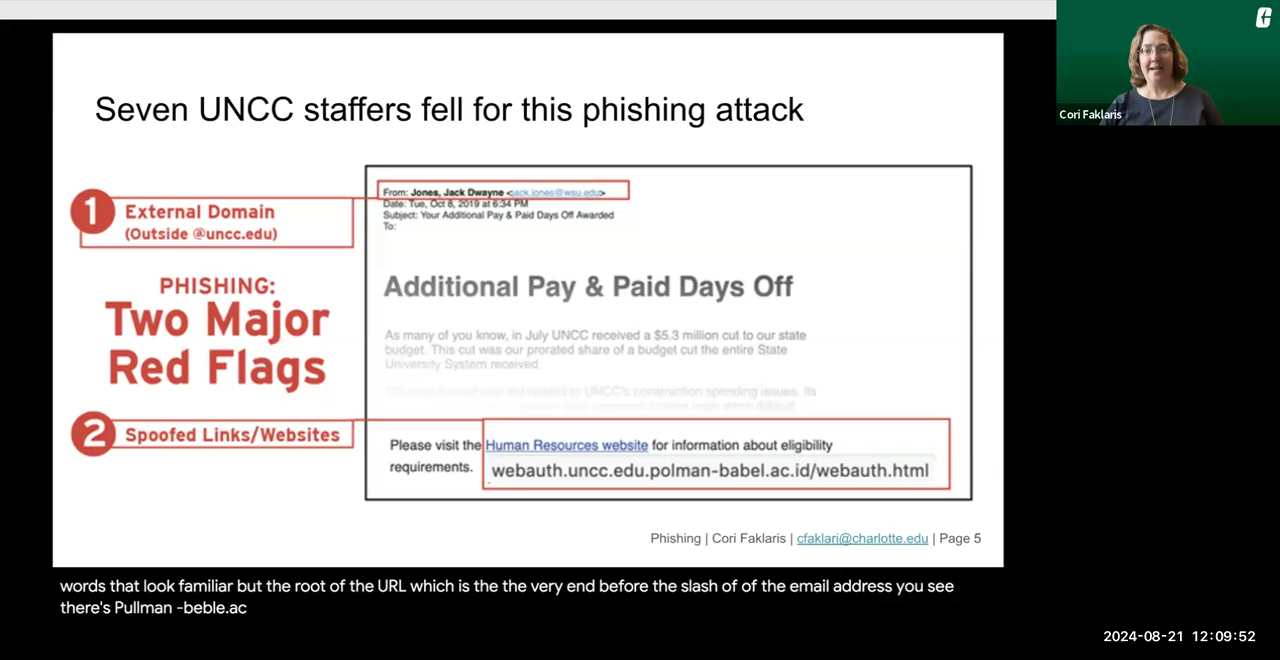 Cori Faklaris
Seven UNCC staffers fell for this phishing attack
1 External Domain
(Outside @uncc.edu)
PHISHING:
Two Major
Red Flags
2 Spoofed Links/Websites
From: Jones, Jack Dwayne <jack.jones@wsu.edu>
Date: Tue, Oct 8, 2019 at 6:34 PM
Subject: Your Additional Pay & Paid Days Off Awarded
To:
Additional Pay & Paid Days Off
As many of you know, in July UNCC received a $5.3 million cut to our state
budget. This cut was our prorated share of a budget cut the entire State
University System received.
not related to UNCC's construction spending issues, its
Please visit the Human Resources website for information about eligibility
requirements.
webauth.uncc.edu.polman-babel.ac.id/webauth.html
Phishing | Cori Faklaris | cfaklari@charlotte.edu | Page 5
words that look familiar but the root of the URL which is the the very end before the slash of of the email address you see
there's Pullman -beble.ac
2024-08-21 12:09:52